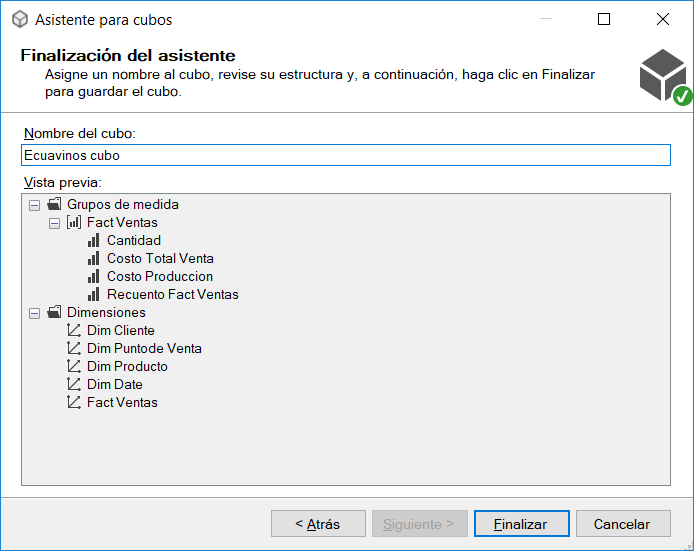 Asistente para cubos
Finalización del asistente
Asigne un nombre al cubo, revise su estructura y, a continuación, haga clic en Finalizar
para guardar el cubo.
Nombre del cubo:
Ecuavinos cubo
Vista previa:
Grupos de medida
Fact Ventas
Cantidad
Costo Total Venta
Costo Produccion
Recuento Fact Ventas
Dimensiones
Dim Cliente
Dim Puntode Venta
Dim Producto
Dim Date
Fact Ventas
< Atrás Siguiente > Finalizar Cancelar